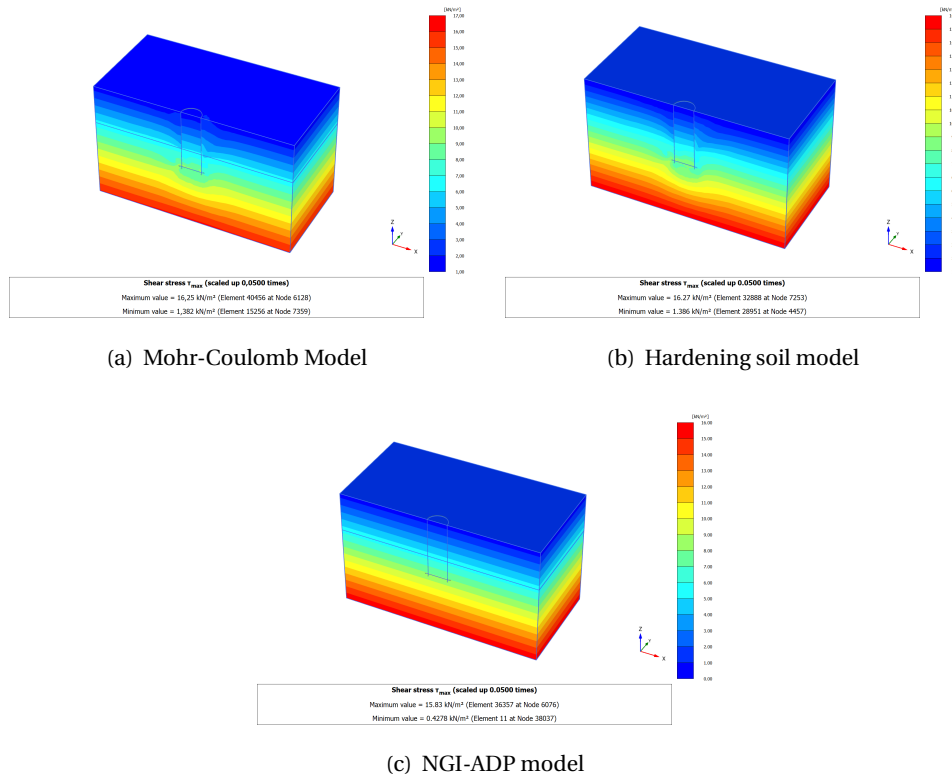 [kN/m²]
17,00
16,00
15,00
14,00
13,00
12,00
11,00
10,00
9,00
8,00
7,00
6,00
5,00
4,00
3,00
2,00
1,00
Z
Y
X
Shear stress τmax (scaled up 0,0500 times)
Maximum value = 16,25 kN/m² (Element 40456 at Node 6128)
Minimum value = 1,382 kN/m² (Element 15256 at Node 7359)
(a) Mohr-Coulomb Model
[kN/m²]
Z
Y
X
Shear stress τmax (scaled up 0.0500 times)
Maximum value = 16.27 kN/m² (Element 32888 at Node 7253)
Minimum value = 1.386 kN/m² (Element 28951 at Node 4457)
(b) Hardening soil model
[kN/m²]
16.00
15.00
14.00
13.00
12.00
11.00
10.00
9.00
8.00
7.00
6.00
5.00
4.00
3.00
2.00
1.00
0.00
Z
Y
X
Shear stress τmax (scaled up 0.0500 times)
Maximum value = 15.83 kN/m² (Element 36357 at Node 6076)
Minimum value = 0.4278 kN/m² (Element 11 at Node 38037)
(c) NGI-ADP model